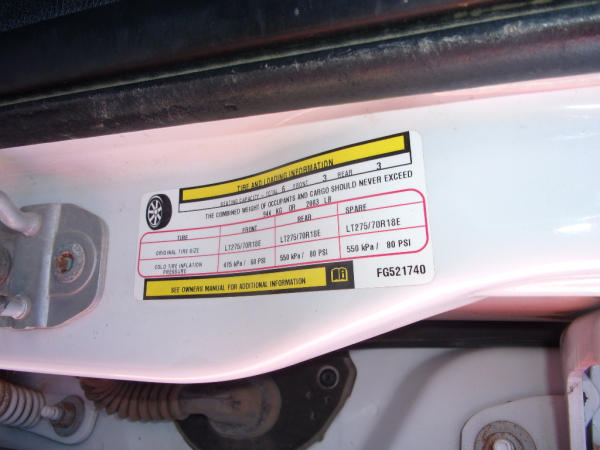 TIRE AND LOADING INFORMATION
SEATING CAPACITY - TOTAL 6 FRONT 3 REAR 3
THE COMBINED WEIGHT OF OCCUPANTS AND CARGO SHOULD NEVER EXCEED
KG OR 2083 LB
TIRE FRONT REAR SPARE
ORIGINAL TIRE SIZE LT275/70R18E LT275/70R18E LT275/70R18E
COLD TIRE INFLATION PRESSURE 415 kPa / 60 PSI 550 kPa / 80 PSI 550 kPa / 80 PSI
SEE OWNERS MANUAL FOR ADDITIONAL INFORMATION
FG521740